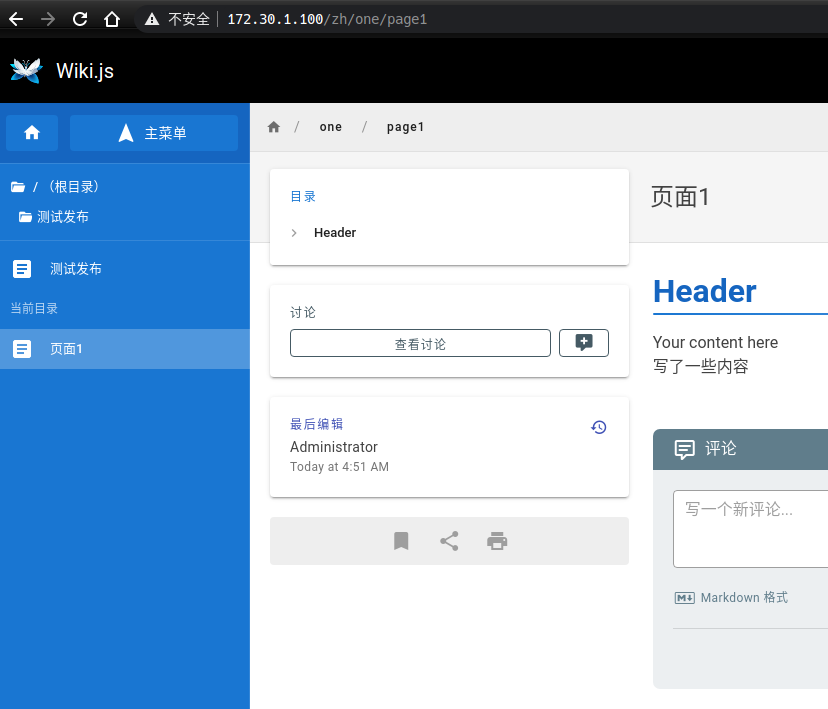 不安全 172.30.1.100/zh/one/page1
Wiki.js
主菜单
/ (根目录)
测试发布
测试发布
当前目录
页面1
/ one / page1
目录
Header
讨论
查看讨论
最后编辑
Administrator
Today at 4:51 AM
页面1
Header
Your content here
写了一些内容
评论
写一个新评论...
Markdown 格式